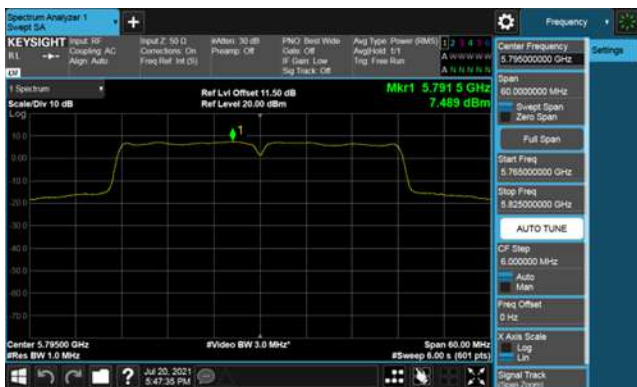 Spectrum Analyzer 1
Swept SA
Frequency
KEYSIGHT
Input: RF
Coupling: AC
Align: Auto
Input Z: 50 Ω
Corrections: On
Freq Ref: Int (S)
#Atten: 30 dB
Preamp: Off
PNO: Best Wide
Gate: Off
IF Gain: Low
Sig Track: Off
Avg Type: Power (RMS)
Avg|Hold: 1/1
Trig: Free Run
1 2 3 4 5 6
A W W W W W
A N N N N N
RL
1 Spectrum
Scale/Div 10 dB
Log
Ref Lvl Offset 11.50 dB
Ref Level 20.00 dBm
Mkr1 5.791 5 GHz
7.489 dBm
1
10.0
0.00
-10.0
-20.0
-30.0
-40.0
-50.0
-60.0
-70.0
Center 5.79500 GHz
#Res BW 1.0 MHz
#Video BW 3.0 MHz*
Span 60.00 MHz
#Sweep 6.00 s (601 pts)
Jul 20, 2021
5:47:35 PM
Center Frequency
5.795000000 GHz
Settings
Span
60.0000000 MHz
Swept Span
Zero Span
Full Span
Start Freq
5.765000000 GHz
Stop Freq
5.825000000 GHz
AUTO TUNE
CF Step
6.000000 MHz
Auto
Man
Freq Offset
0 Hz
X Axis Scale
Log
Lin
Signal Track
(Span Zoom)